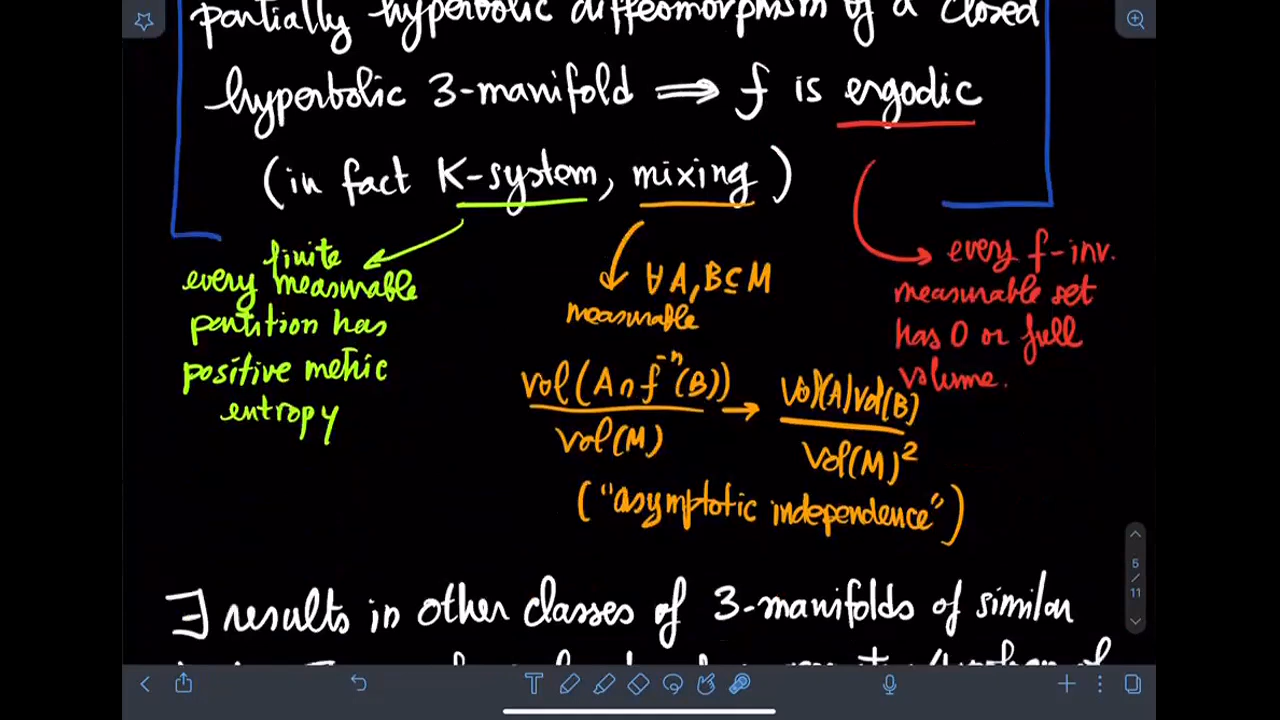 partially hyperbolic diffeomorphism of a closed
hyperbolic 3-manifold ⟹ f is ergodic
(in fact K-system, mixing)
finite
every measurable
partition has
positive metric
entropy
∀ A, B ⊆ M
measurable
vol(A ∩ f⁻ⁿ(B)) / vol(M) → vol(A) vol(B) / vol(M)²
("asymptotic independence")
every f-inv.
measurable set
has 0 or full
volume.
∃ results in other classes of 3-manifolds of similar
5
/
11